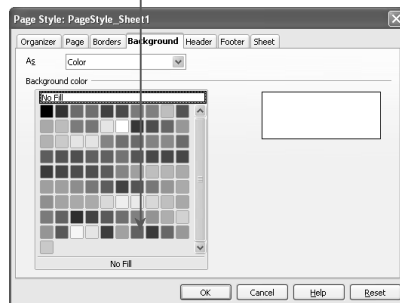 Page Style: PageStyle_Sheet1
Organizer Page Borders Background Header Footer Sheet
As Color
Background color
No Fill
No Fill
OK Cancel Help Reset